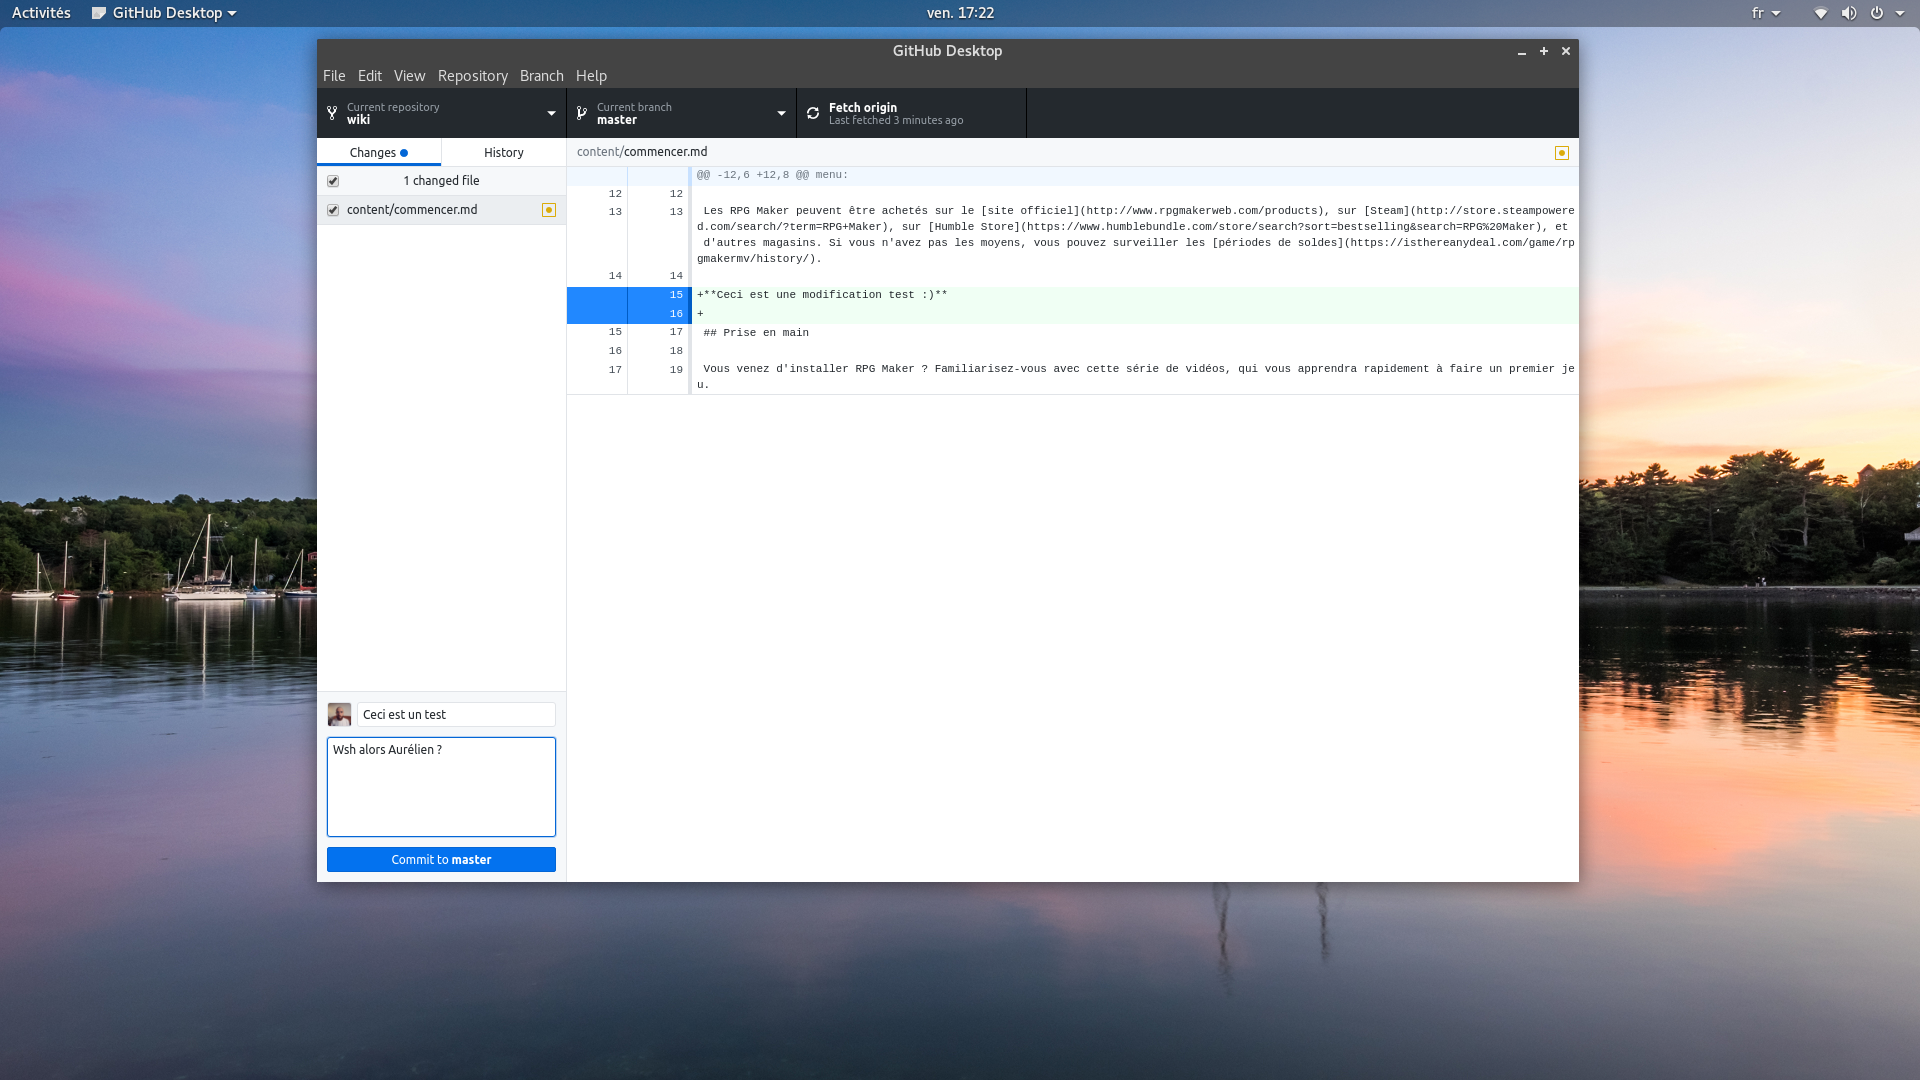 Activités GitHub Desktop ven. 17:22 fr
GitHub Desktop
File Edit View Repository Branch Help
Current repository
wiki
Current branch
master
Fetch origin
Last fetched 3 minutes ago
Changes History
1 changed file
content/commencer.md
content/commencer.md
@@ -12,6 +12,8 @@ menu:
12 12
13 13 Les RPG Maker peuvent être achetés sur le [site officiel](http://www.rpgmakerweb.com/products), sur [Steam](http://store.steampowere
d.com/search/?term=RPG+Maker), sur [Humble Store](https://www.humblebundle.com/store/search?sort=bestselling&search=RPG%20Maker), et
d'autres magasins. Si vous n'avez pas les moyens, vous pouvez surveiller les [périodes de soldes](https://isthereanydeal.com/game/rp
gmakermv/history/).
14 14
15 +**Ceci est une modification test :)**
16 +
15 17 ## Prise en main
16 18
17 19 Vous venez d'installer RPG Maker ? Familiarisez-vous avec cette série de vidéos, qui vous apprendra rapidement à faire un premier je
u.
Ceci est un test
Wsh alors Aurélien ?
Commit to master